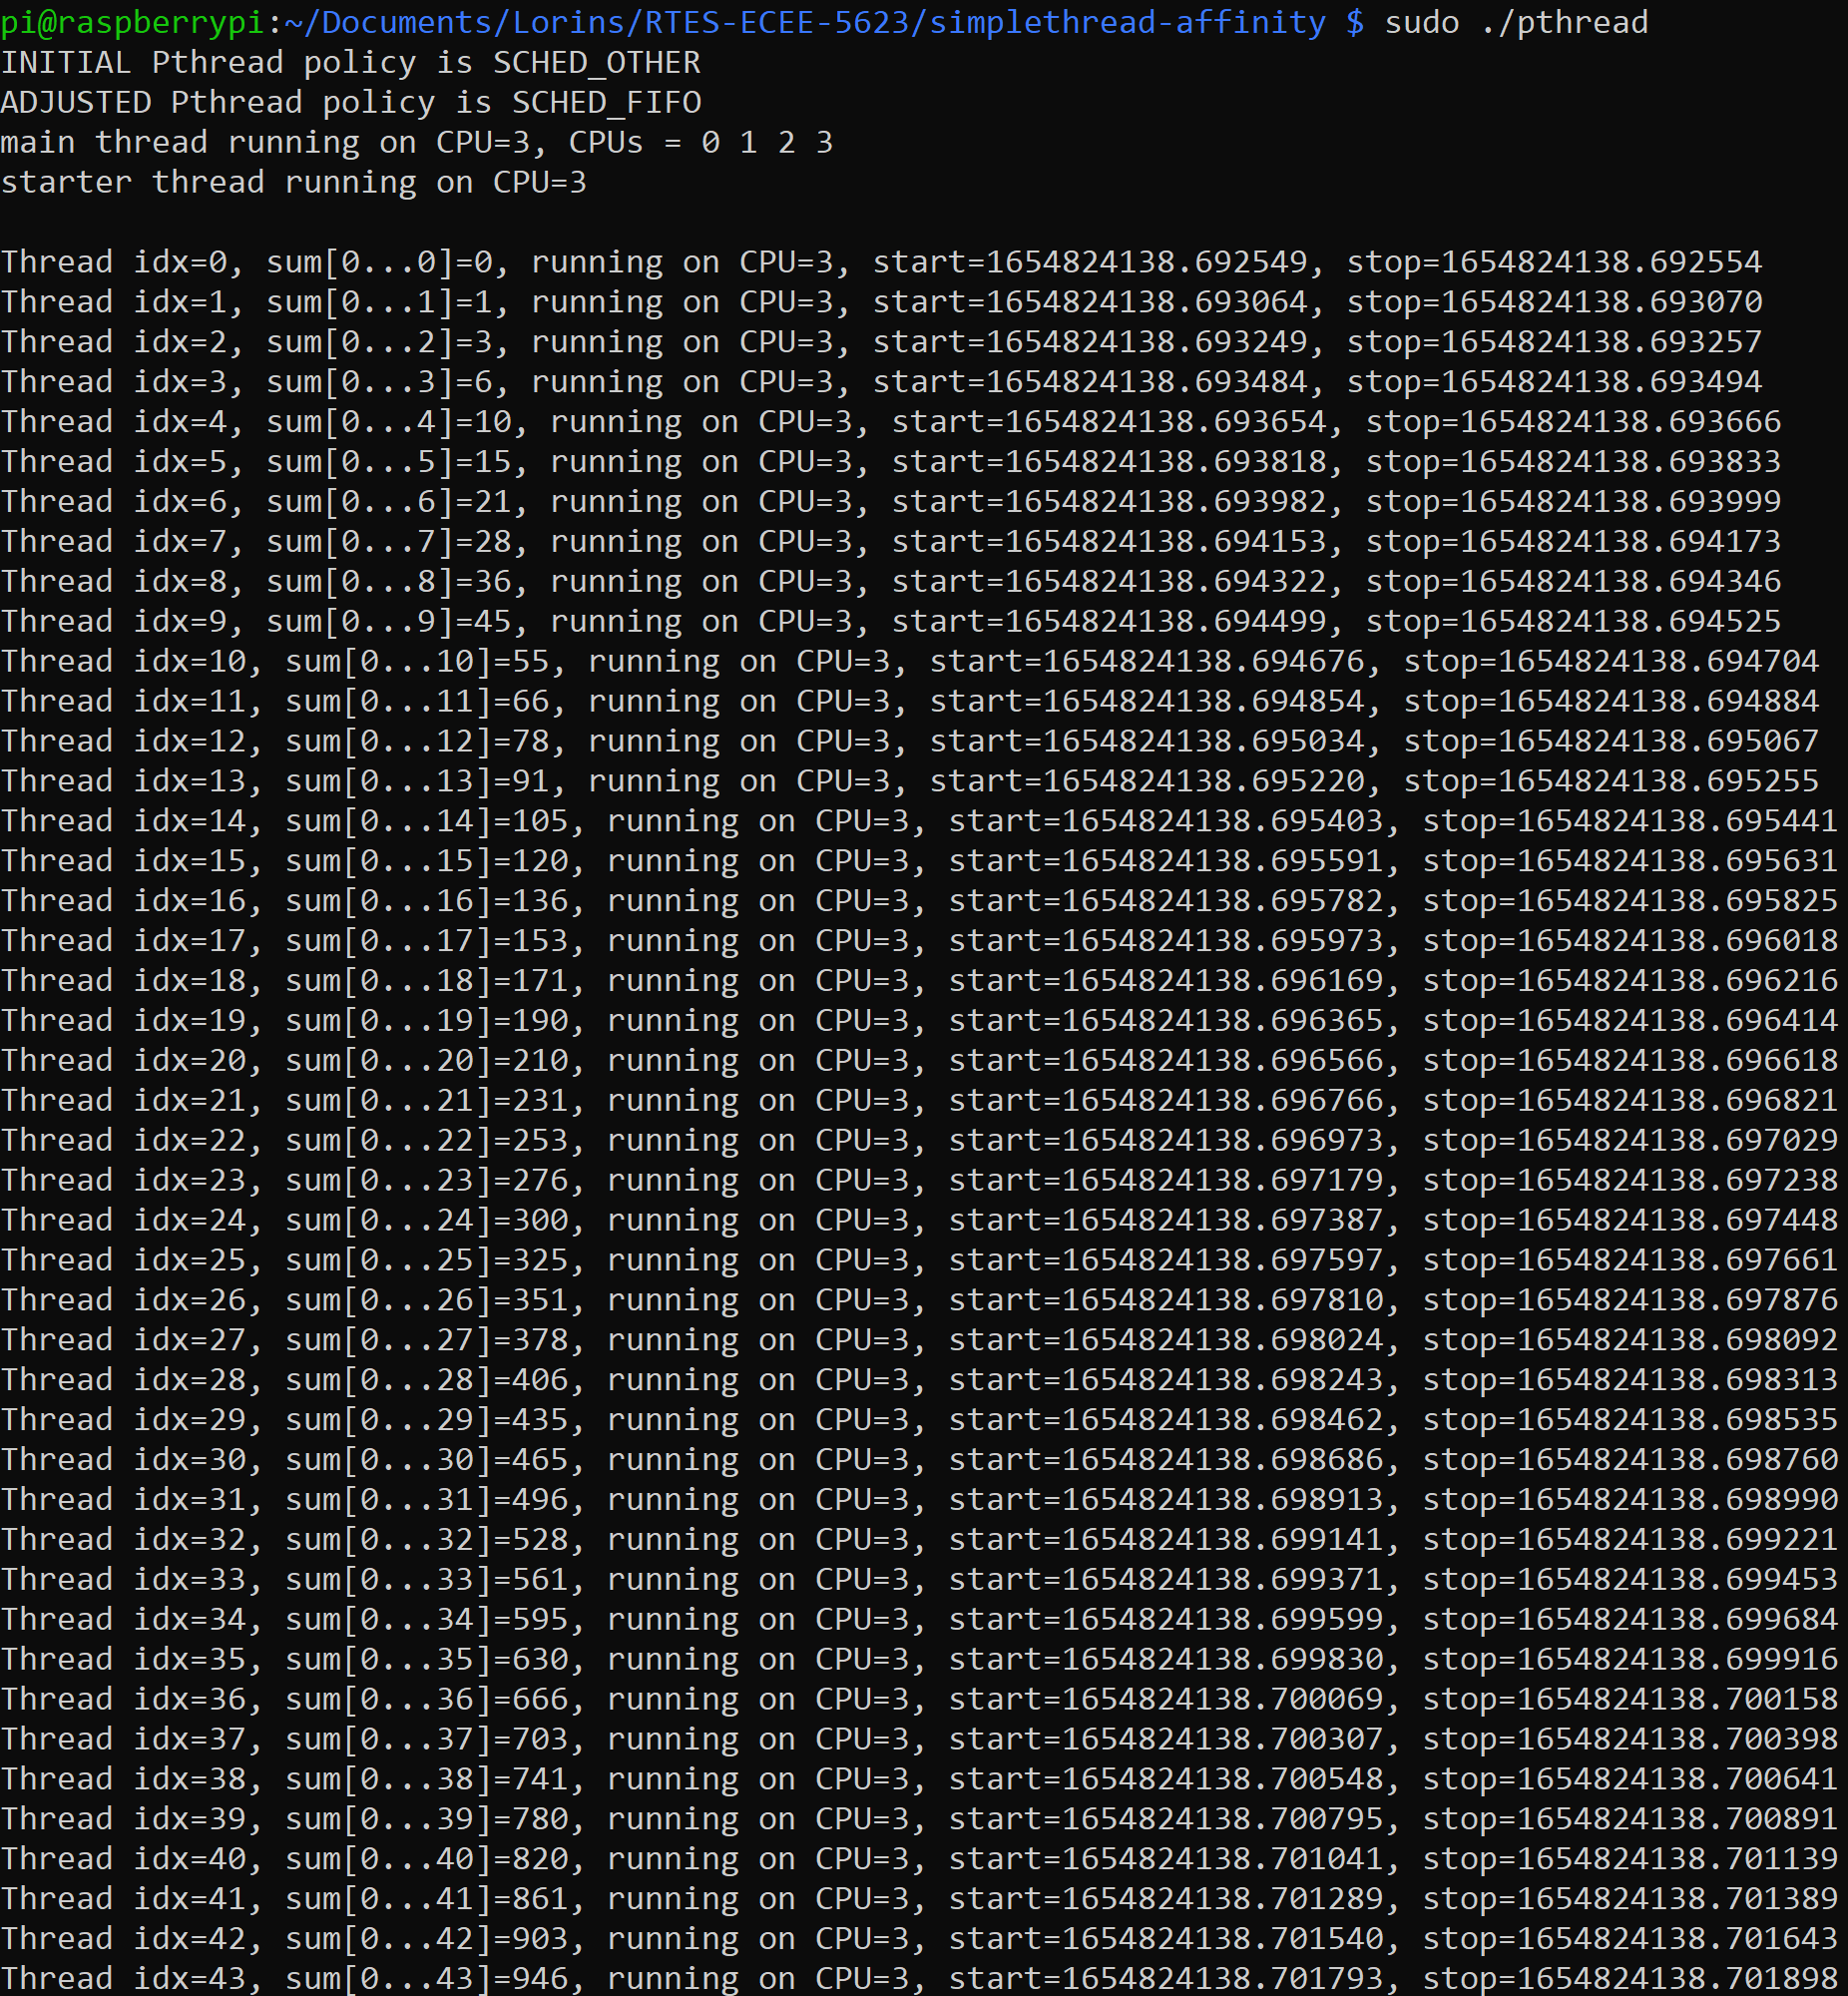 pi@raspberrypi:~/Documents/Lorins/RTES-ECEE-5623/simplethread-affinity $ sudo ./pthread
INITIAL Pthread policy is SCHED_OTHER
ADJUSTED Pthread policy is SCHED_FIFO
main thread running on CPU=3, CPUs = 0 1 2 3
starter thread running on CPU=3
Thread idx=0, sum[0...0]=0, running on CPU=3, start=1654824138.692549, stop=1654824138.692554
Thread idx=1, sum[0...1]=1, running on CPU=3, start=1654824138.693064, stop=1654824138.693070
Thread idx=2, sum[0...2]=3, running on CPU=3, start=1654824138.693249, stop=1654824138.693257
Thread idx=3, sum[0...3]=6, running on CPU=3, start=1654824138.693484, stop=1654824138.693494
Thread idx=4, sum[0...4]=10, running on CPU=3, start=1654824138.693654, stop=1654824138.693666
Thread idx=5, sum[0...5]=15, running on CPU=3, start=1654824138.693818, stop=1654824138.693833
Thread idx=6, sum[0...6]=21, running on CPU=3, start=1654824138.693982, stop=1654824138.693999
Thread idx=7, sum[0...7]=28, running on CPU=3, start=1654824138.694153, stop=1654824138.694173
Thread idx=8, sum[0...8]=36, running on CPU=3, start=1654824138.694322, stop=1654824138.694346
Thread idx=9, sum[0...9]=45, running on CPU=3, start=1654824138.694499, stop=1654824138.694525
Thread idx=10, sum[0...10]=55, running on CPU=3, start=1654824138.694676, stop=1654824138.694704
Thread idx=11, sum[0...11]=66, running on CPU=3, start=1654824138.694854, stop=1654824138.694884
Thread idx=12, sum[0...12]=78, running on CPU=3, start=1654824138.695034, stop=1654824138.695067
Thread idx=13, sum[0...13]=91, running on CPU=3, start=1654824138.695220, stop=1654824138.695255
Thread idx=14, sum[0...14]=105, running on CPU=3, start=1654824138.695403, stop=1654824138.695441
Thread idx=15, sum[0...15]=120, running on CPU=3, start=1654824138.695591, stop=1654824138.695631
Thread idx=16, sum[0...16]=136, running on CPU=3, start=1654824138.695782, stop=1654824138.695825
Thread idx=17, sum[0...17]=153, running on CPU=3, start=1654824138.695973, stop=1654824138.696018
Thread idx=18, sum[0...18]=171, running on CPU=3, start=1654824138.696169, stop=1654824138.696216
Thread idx=19, sum[0...19]=190, running on CPU=3, start=1654824138.696365, stop=1654824138.696414
Thread idx=20, sum[0...20]=210, running on CPU=3, start=1654824138.696566, stop=1654824138.696618
Thread idx=21, sum[0...21]=231, running on CPU=3, start=1654824138.696766, stop=1654824138.696821
Thread idx=22, sum[0...22]=253, running on CPU=3, start=1654824138.696973, stop=1654824138.697029
Thread idx=23, sum[0...23]=276, running on CPU=3, start=1654824138.697179, stop=1654824138.697238
Thread idx=24, sum[0...24]=300, running on CPU=3, start=1654824138.697387, stop=1654824138.697448
Thread idx=25, sum[0...25]=325, running on CPU=3, start=1654824138.697597, stop=1654824138.697661
Thread idx=26, sum[0...26]=351, running on CPU=3, start=1654824138.697810, stop=1654824138.697876
Thread idx=27, sum[0...27]=378, running on CPU=3, start=1654824138.698024, stop=1654824138.698092
Thread idx=28, sum[0...28]=406, running on CPU=3, start=1654824138.698243, stop=1654824138.698313
Thread idx=29, sum[0...29]=435, running on CPU=3, start=1654824138.698462, stop=1654824138.698535
Thread idx=30, sum[0...30]=465, running on CPU=3, start=1654824138.698686, stop=1654824138.698760
Thread idx=31, sum[0...31]=496, running on CPU=3, start=1654824138.698913, stop=1654824138.698990
Thread idx=32, sum[0...32]=528, running on CPU=3, start=1654824138.699141, stop=1654824138.699221
Thread idx=33, sum[0...33]=561, running on CPU=3, start=1654824138.699371, stop=1654824138.699453
Thread idx=34, sum[0...34]=595, running on CPU=3, start=1654824138.699599, stop=1654824138.699684
Thread idx=35, sum[0...35]=630, running on CPU=3, start=1654824138.699830, stop=1654824138.699916
Thread idx=36, sum[0...36]=666, running on CPU=3, start=1654824138.700069, stop=1654824138.700158
Thread idx=37, sum[0...37]=703, running on CPU=3, start=1654824138.700307, stop=1654824138.700398
Thread idx=38, sum[0...38]=741, running on CPU=3, start=1654824138.700548, stop=1654824138.700641
Thread idx=39, sum[0...39]=780, running on CPU=3, start=1654824138.700795, stop=1654824138.700891
Thread idx=40, sum[0...40]=820, running on CPU=3, start=1654824138.701041, stop=1654824138.701139
Thread idx=41, sum[0...41]=861, running on CPU=3, start=1654824138.701289, stop=1654824138.701389
Thread idx=42, sum[0...42]=903, running on CPU=3, start=1654824138.701540, stop=1654824138.701643
Thread idx=43, sum[0...43]=946, running on CPU=3, start=1654824138.701793, stop=1654824138.701898